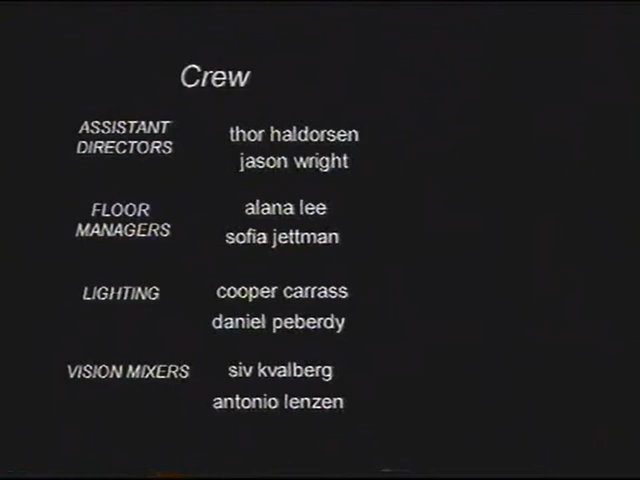 Crew
ASSISTANT
DIRECTORS
thor haldorsen
jason wright
FLOOR
MANAGERS
alana lee
sofia jettman
LIGHTING
cooper carrass
daniel peberdy
VISION MIXERS
siv kvalberg
antonio lenzen